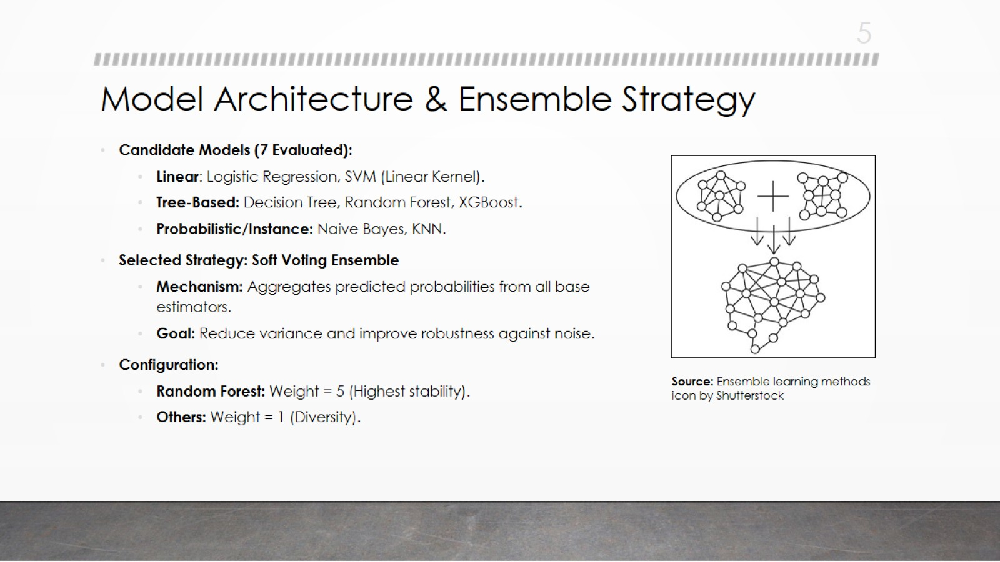 5
Model Architecture & Ensemble Strategy
Candidate Models (7 Evaluated):
Linear: Logistic Regression, SVM (Linear Kernel).
Tree-Based: Decision Tree, Random Forest, XGBoost.
Probabilistic/Instance: Naive Bayes, KNN.
Selected Strategy: Soft Voting Ensemble
Mechanism: Aggregates predicted probabilities from all base
estimators.
Goal: Reduce variance and improve robustness against noise.
Configuration:
Random Forest: Weight = 5 (Highest stability).
Others: Weight = 1 (Diversity).
Source: Ensemble learning methods
icon by Shutterstock